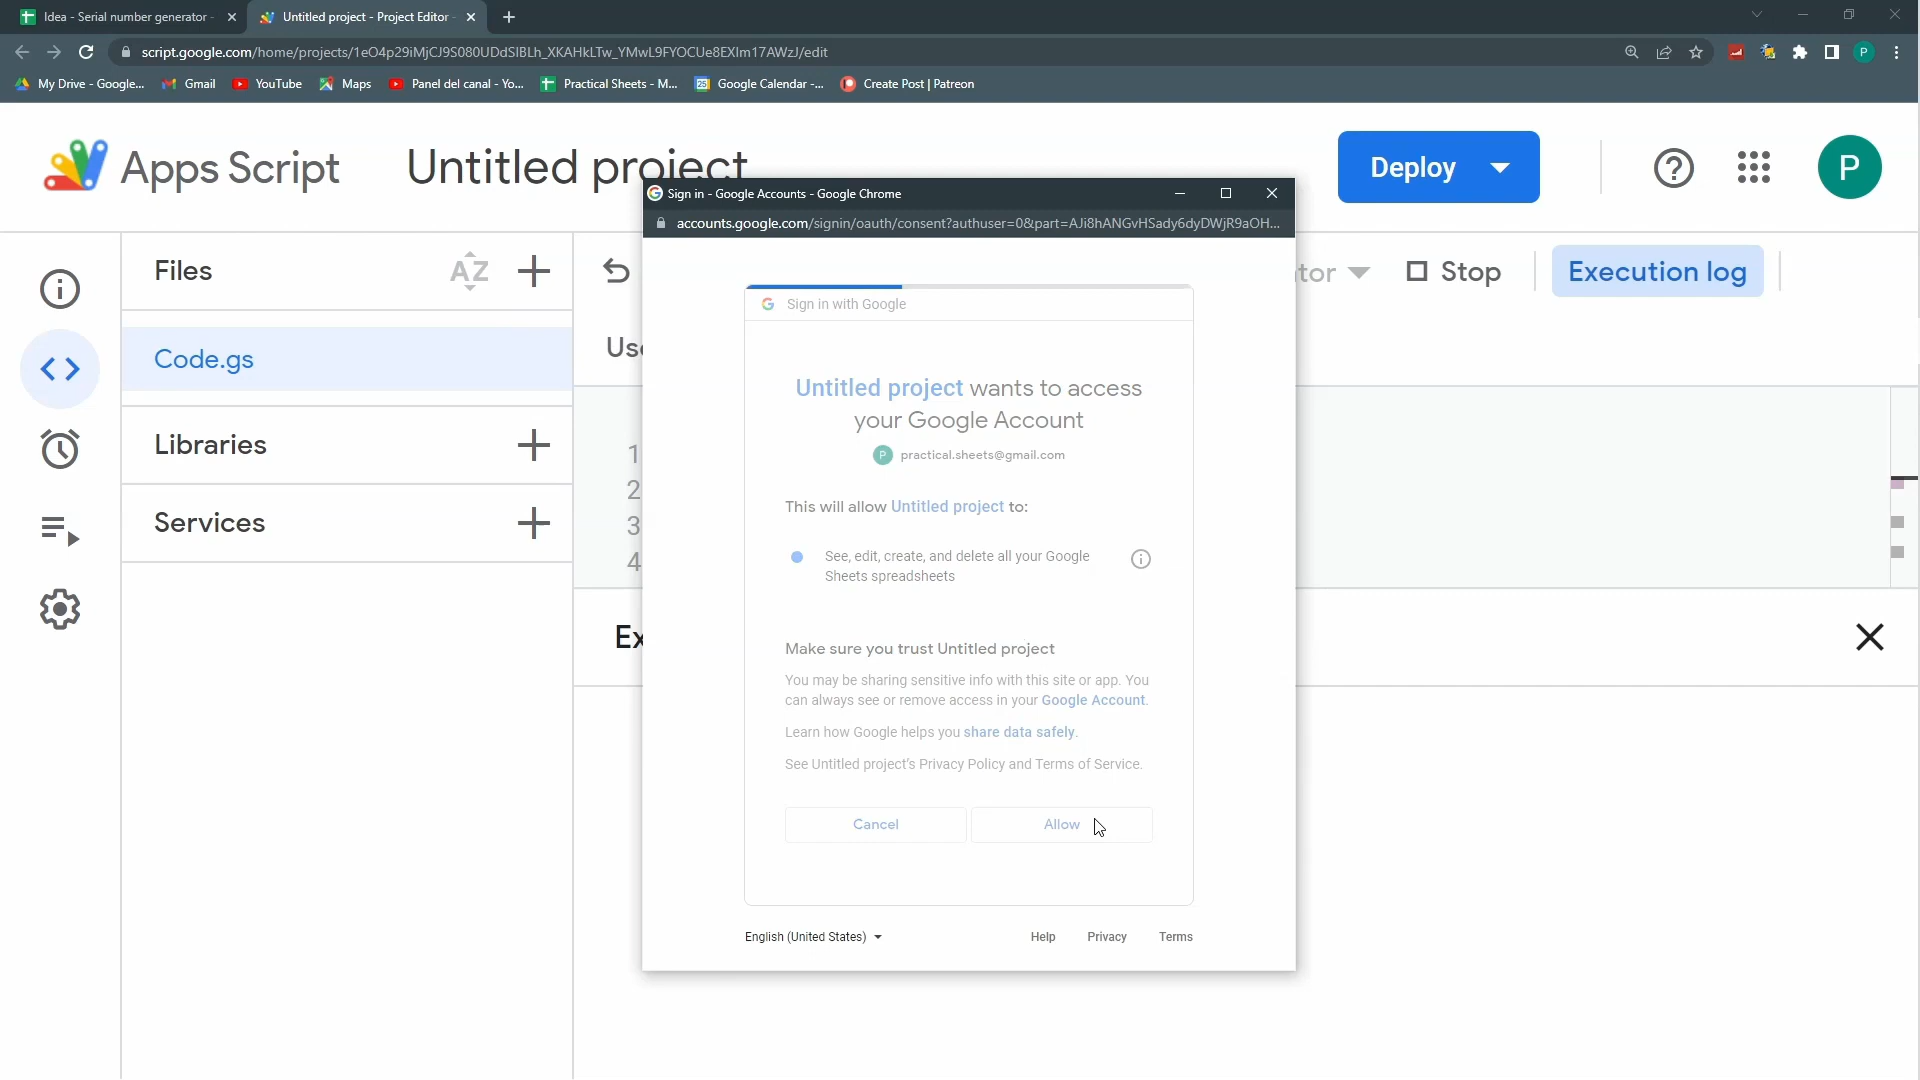 Idea - Serial number generator -
Untitled project - Project Editor -
script.google.com/home/projects/1eO4p29iMjCJ9S080UDdSIBLh_XKAHkLTw_YMwL9FYOCUe8EXIm17AWzJ/edit
P
My Drive - Google...
Gmail
YouTube
Maps
Panel del canal - Yo...
Practical Sheets - M...
Google Calendar -...
Create Post | Patreon
Apps Script
Untitled project
Deploy
P
Sign in - Google Accounts - Google Chrome
accounts.google.com/signin/oauth/consent?authuser=0&part=AJi8hANGvHSady6dyDWjR9aOH...
Files
AZ
Stop
Execution log
Code.gs
Libraries
Services
1
2
3
4
Sign in with Google
Untitled project wants to access
your Google Account
P practical.sheets@gmail.com
This will allow Untitled project to:
See, edit, create, and delete all your Google
Sheets spreadsheets
Make sure you trust Untitled project
You may be sharing sensitive info with this site or app. You
can always see or remove access in your Google Account.
Learn how Google helps you share data safely.
See Untitled project's Privacy Policy and Terms of Service.
Cancel
Allow
English (United States)
Help
Privacy
Terms